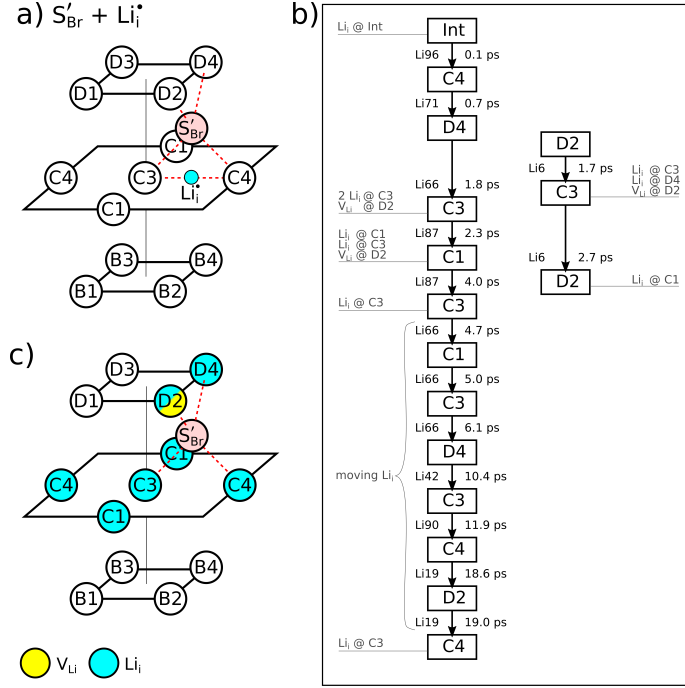 a) S′Br + Li•i
D3 D4
D1 D2
S′Br
C1
C4 C3 C4
Li•i
C1
B3 B4
B1 B2
c)
D3 D4
D1 D2
S′Br
C1
C4 C3 C4
C1
B3 B4
B1 B2
VLi Lii
b)
Lii @ Int
Int
Li96 0.1 ps
C4
Li71 0.7 ps
D4
Li66 1.8 ps
2 Lii @ C3
VLi @ D2
C3
Li87 2.3 ps
Lii @ C1
Lii @ C3
VLi @ D2
C1
Li87 4.0 ps
Lii @ C3
C3
Li66 4.7 ps
C1
Li66 5.0 ps
C3
Li66 6.1 ps
D4
moving Lii
Li42 10.4 ps
C3
Li90 11.9 ps
C4
Li19 18.6 ps
D2
Li19 19.0 ps
Lii @ C3
C4
D2
Li6 1.7 ps
C3
Lii @ C3
Lii @ D4
VLi @ D2
Li6 2.7 ps
D2
Lii @ C1